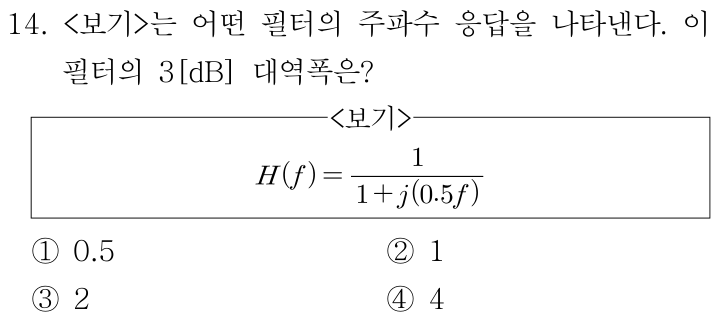 14. <보기>는 어떤 필터의 주파수 응답을 나타낸다. 이
필터의 3[dB] 대역폭은?
<보기>
H(f) = 1 / (1+j(0.5f))
① 0.5 ② 1
③ 2 ④ 4